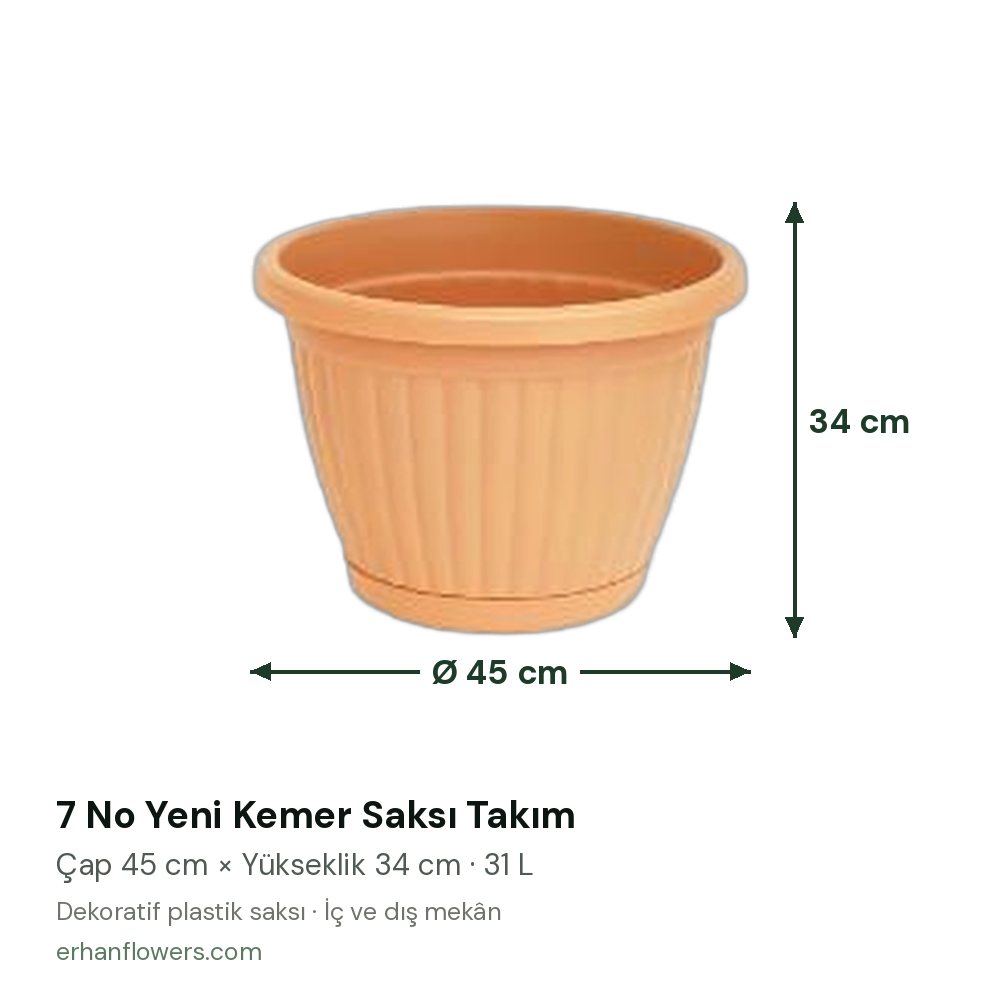 34 cm
Ø 45 cm
7 No Yeni Kemer Saksı Takım
Çap 45 cm × Yükseklik 34 cm · 31 L
Dekoratif plastik saksı · İç ve dış mekân
erhanflowers.com